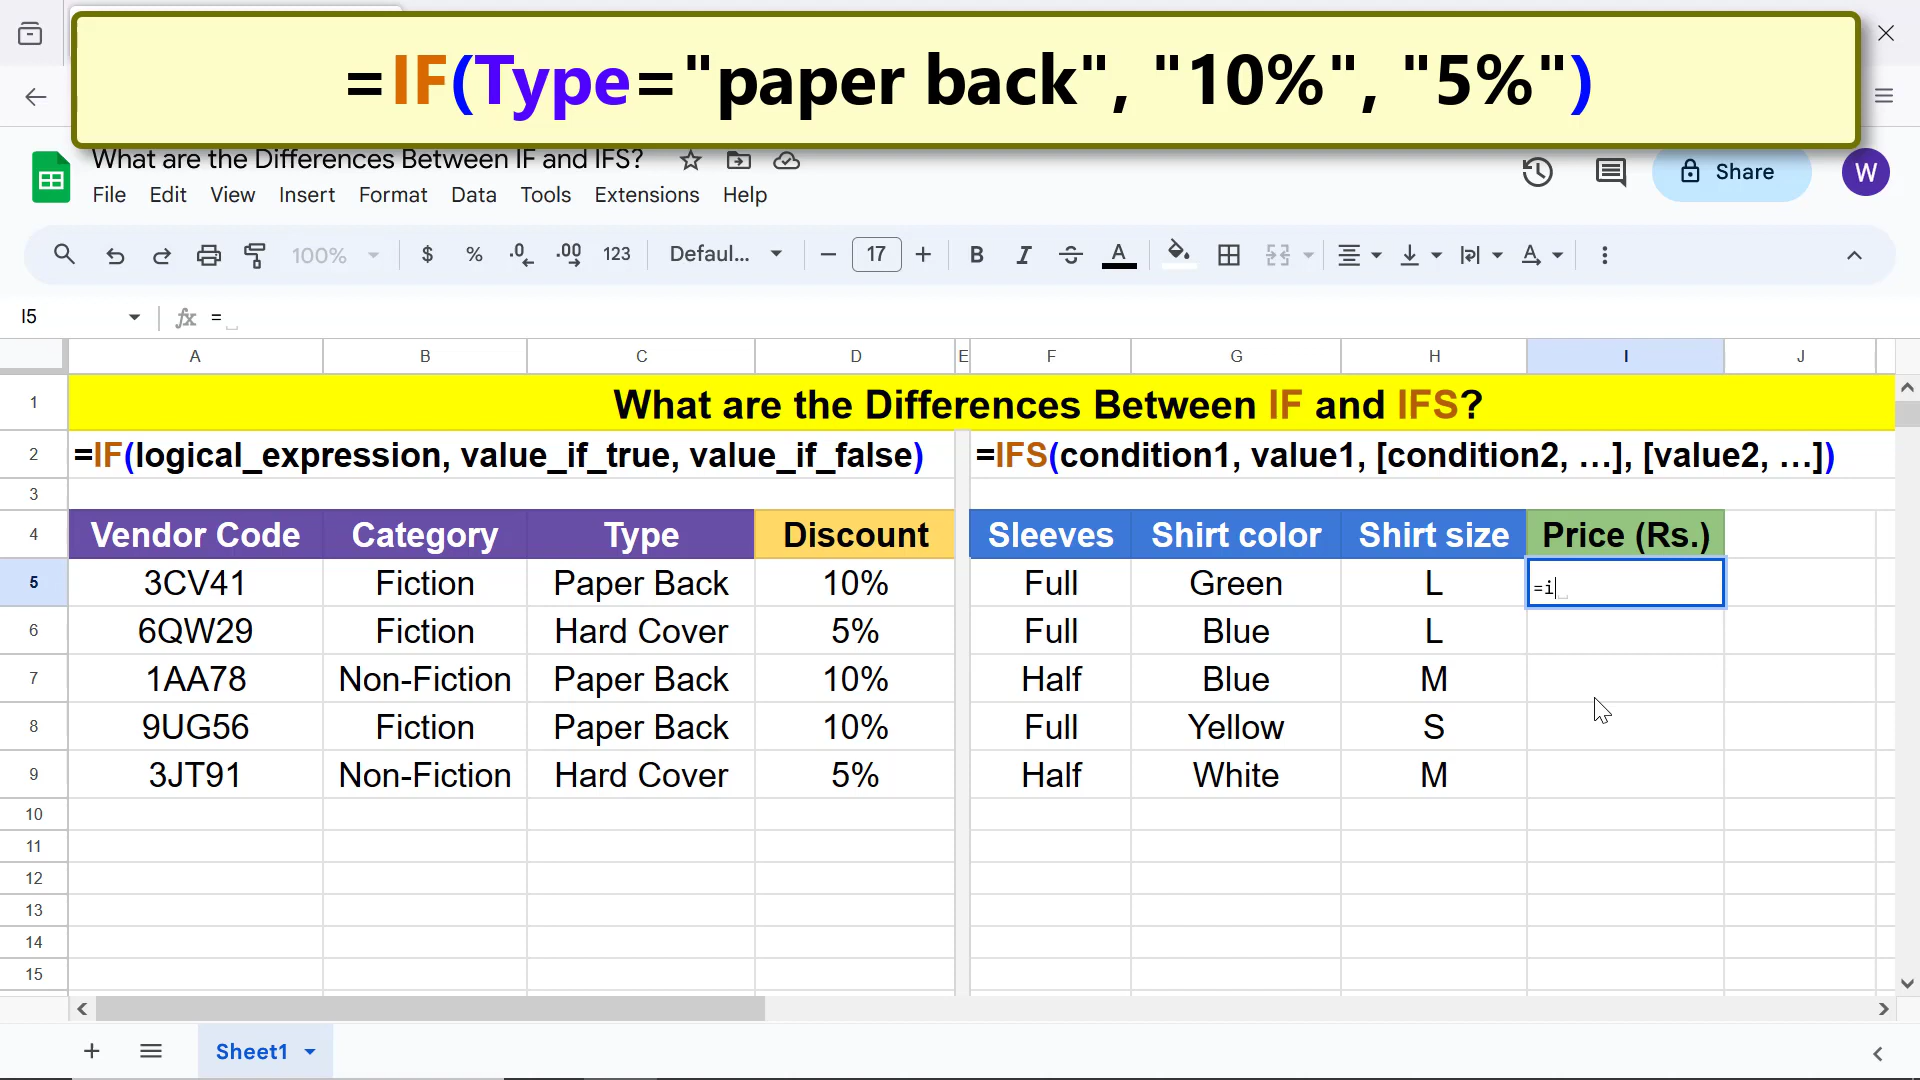 =IF(Type="paper back", "10%", "5%")
What are the Differences Between IF and IFS?
File Edit View Insert Format Data Tools Extensions Help
Share
W
100% $ % .0 .00 123 Defaul... 17 B I A
I5 fx =
A B C D E F G H I J
1 What are the Differences Between IF and IFS?
2 =IF(logical_expression, value_if_true, value_if_false) =IFS(condition1, value1, [condition2, …], [value2, …])
3
4 Vendor Code Category Type Discount Sleeves Shirt color Shirt size Price (Rs.)
5 3CV41 Fiction Paper Back 10% Full Green L =i
6 6QW29 Fiction Hard Cover 5% Full Blue L
7 1AA78 Non-Fiction Paper Back 10% Half Blue M
8 9UG56 Fiction Paper Back 10% Full Yellow S
9 3JT91 Non-Fiction Hard Cover 5% Half White M
10
11
12
13
14
15
Sheet1